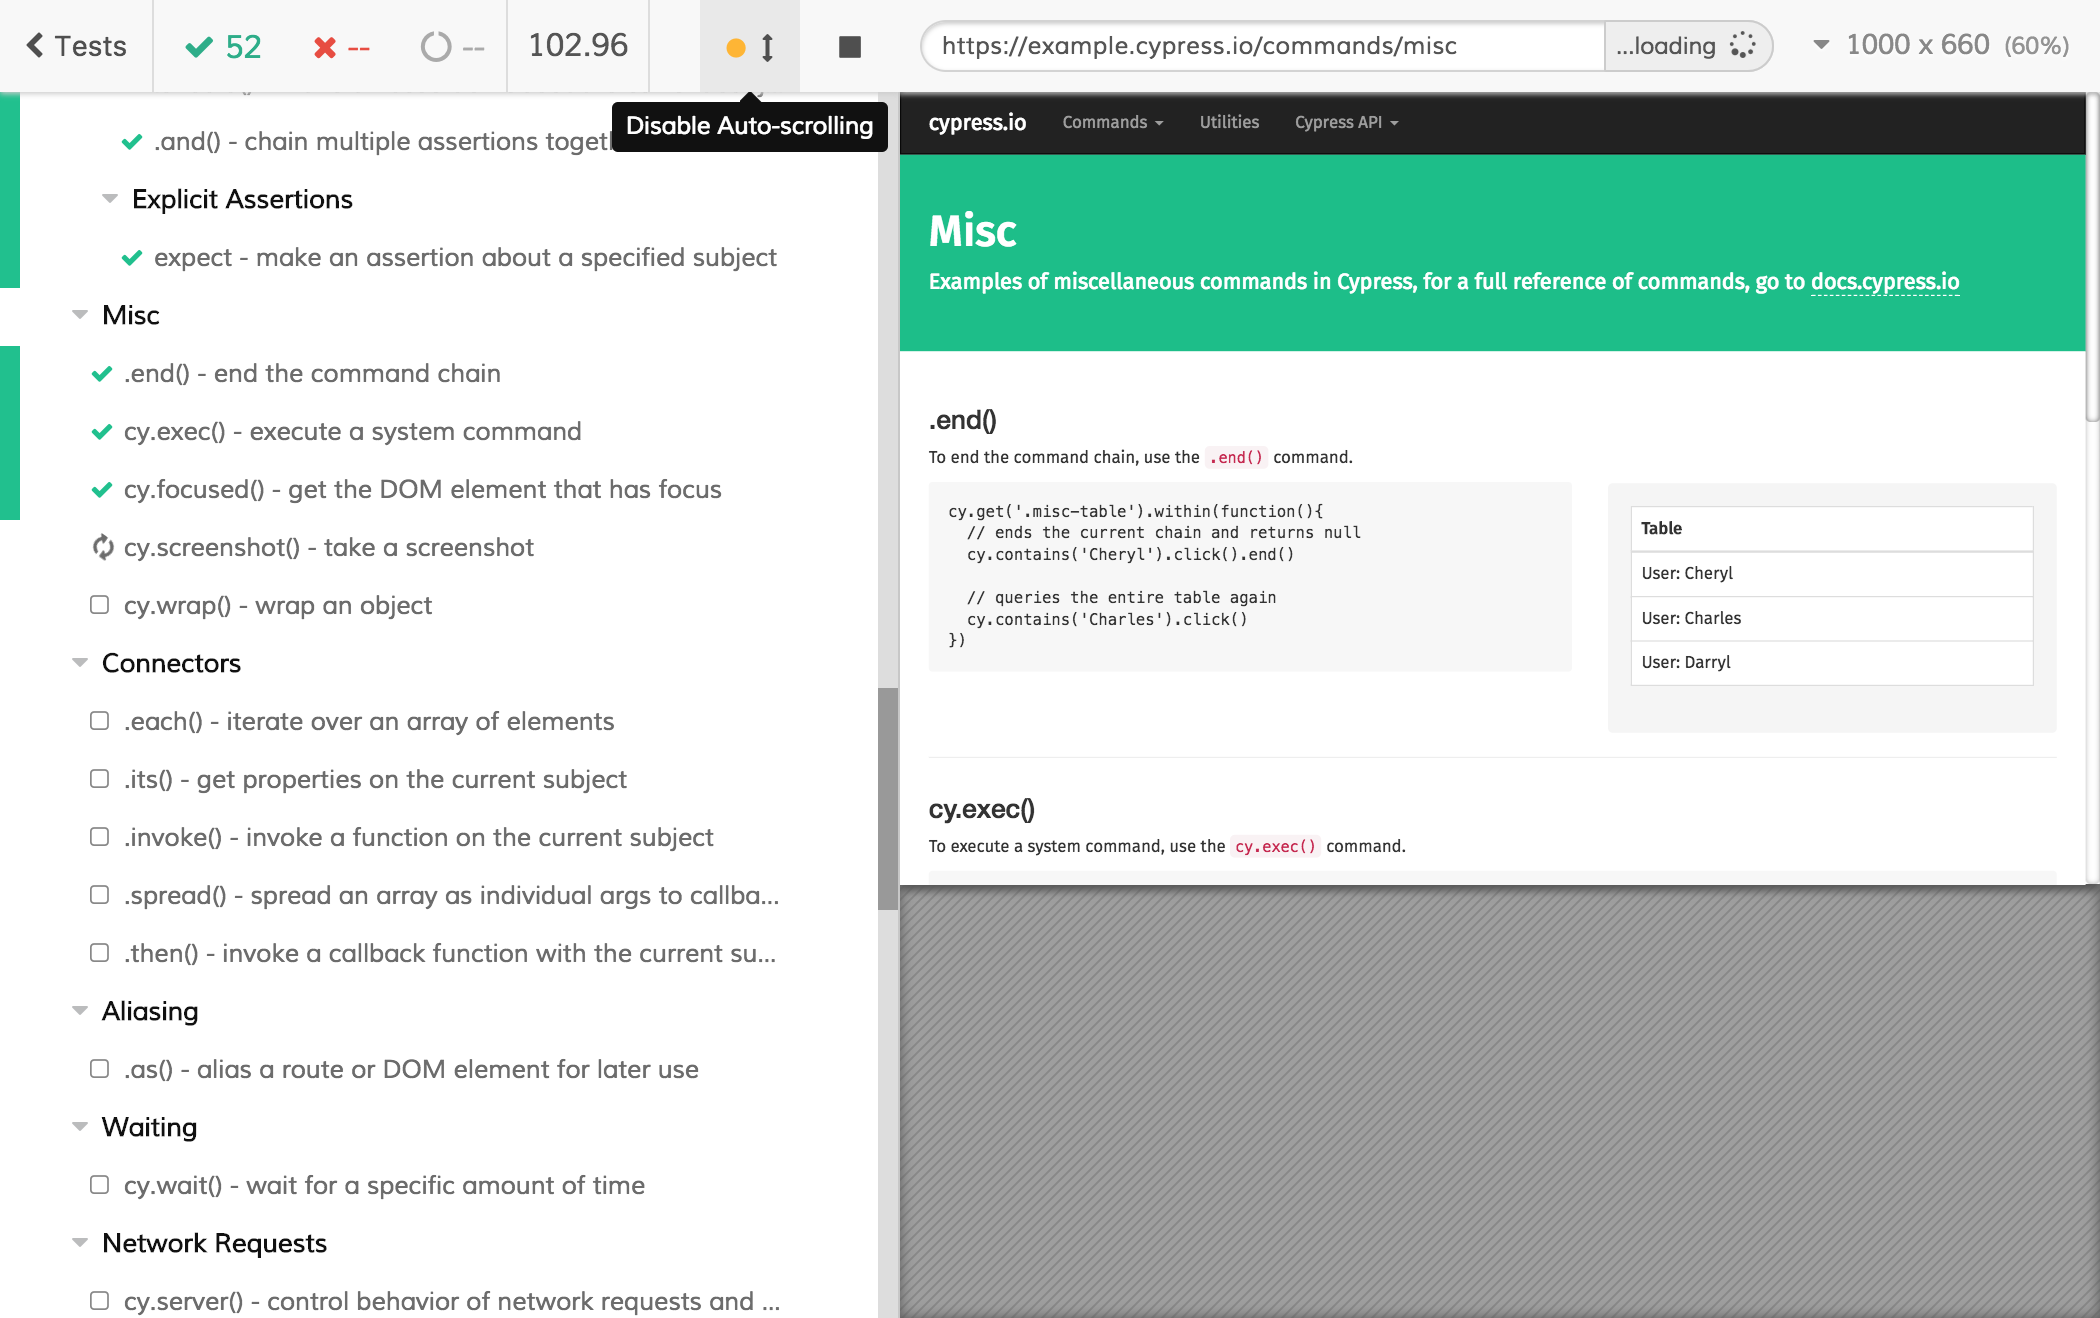 Tests
52
--
--
102.96
https://example.cypress.io/commands/misc
...loading
1000 x 660 (60%)
Disable Auto-scrolling
.and() - chain multiple assertions
Explicit Assertions
expect - make an assertion about a specified subject
Misc
.end() - end the command chain
cy.exec() - execute a system command
cy.focused() - get the DOM element that has focus
cy.screenshot() - take a screenshot
cy.wrap() - wrap an object
Connectors
.each() - iterate over an array of elements
.its() - get properties on the current subject
.invoke() - invoke a function on the current subject
.spread() - spread an array as individual args to callba...
.then() - invoke a callback function with the current su...
Aliasing
.as() - alias a route or DOM element for later use
Waiting
cy.wait() - wait for a specific amount of time
Network Requests
cy.server() - control behavior of network requests and ...
cypress.io
Commands
Utilities
Cypress API
Misc
Examples of miscellaneous commands in Cypress, for a full reference of commands, go to docs.cypress.io
.end()
To end the command chain, use the .end() command.
cy.get('.misc-table').within(function(){
// ends the current chain and returns null
cy.contains('Cheryl').click().end()
// queries the entire table again
cy.contains('Charles').click()
})
Table
User: Cheryl
User: Charles
User: Darryl
cy.exec()
To execute a system command, use the cy.exec() command.